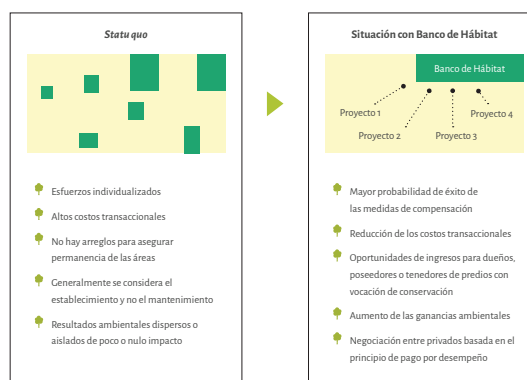 Statu quo
Esfuerzos individualizados
Altos costos transaccionales
No hay arreglos para asegurar
permanencia de las áreas
Generalmente se considera el
establecimiento y no el mantenimiento
Resultados ambientales dispersos o
aislados de poco o nulo impacto
Situación con Banco de Hábitat
Banco de Hábitat
Proyecto 1
Proyecto 4
Proyecto 2
Proyecto 3
Mayor probabilidad de éxito de
las medidas de compensación
Reducción de los costos transaccionales
Oportunidades de ingresos para dueños,
poseedores o tenedores de predios con
vocación de conservación
Aumento de las ganancias ambientales
Negociación entre privados basada en el
principio de pago por desempeño